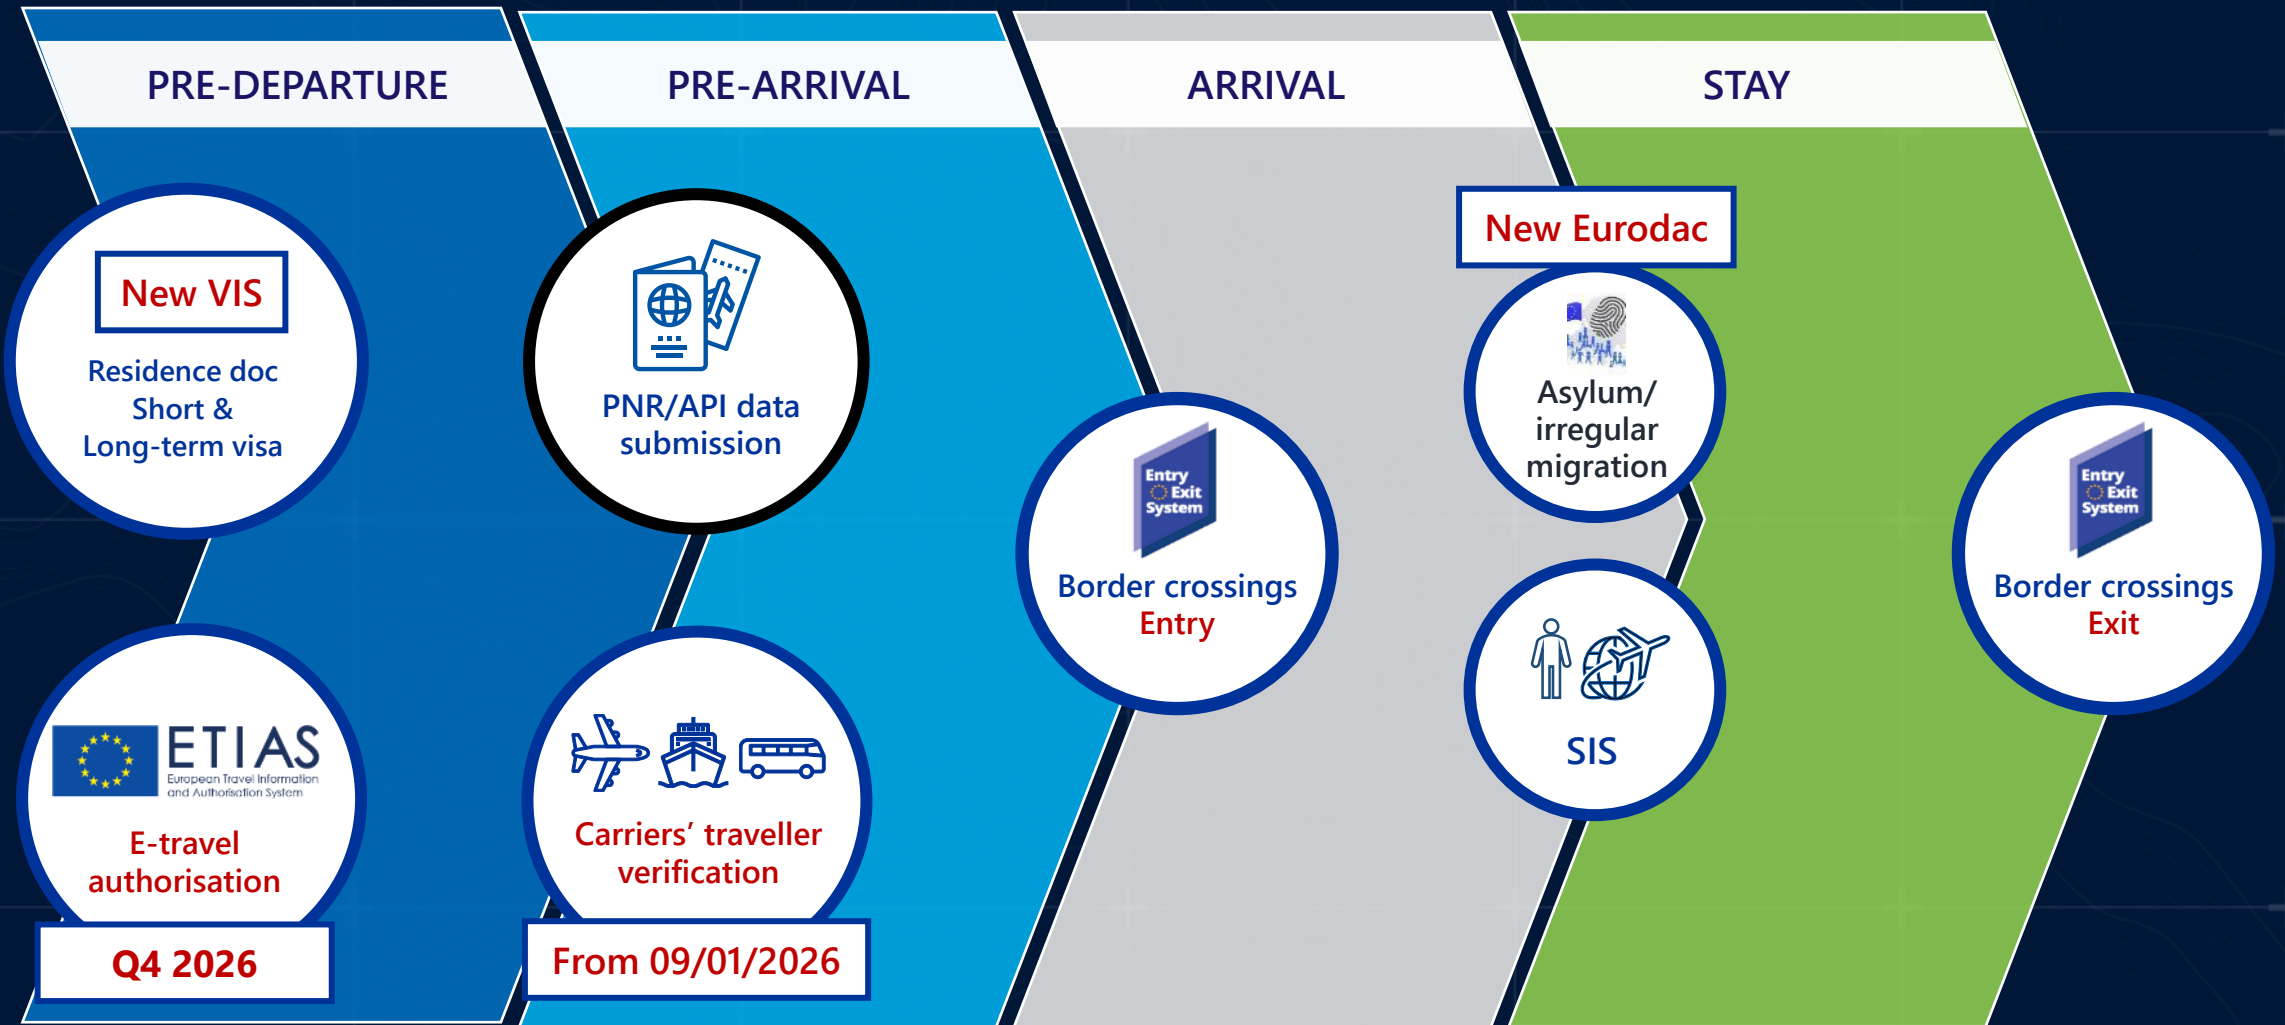 PRE-DEPARTURE
PRE-ARRIVAL
ARRIVAL
STAY
New VIS
Residence doc
Short &
Long-term visa
ETIAS
European Travel Information
and Authorisation System
E-travel
authorisation
Q4 2026
PNR/API data
submission
Carriers’ traveller
verification
From 09/01/2026
Entry
Exit
System
Border crossings
Entry
New Eurodac
Asylum/
irregular
migration
SIS
Entry
Exit
System
Border crossings
Exit